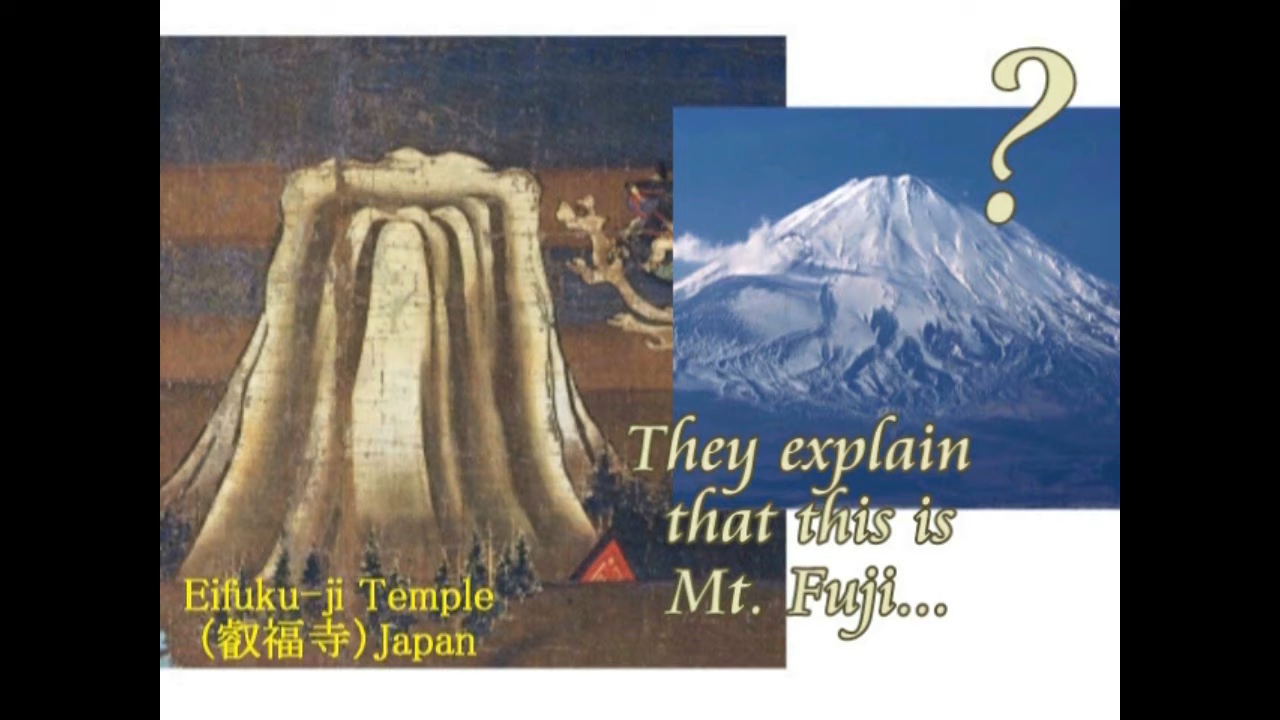 ?
They explain
that this is
Mt. Fuji...
Eifuku-ji Temple
(叡福寺)Japan